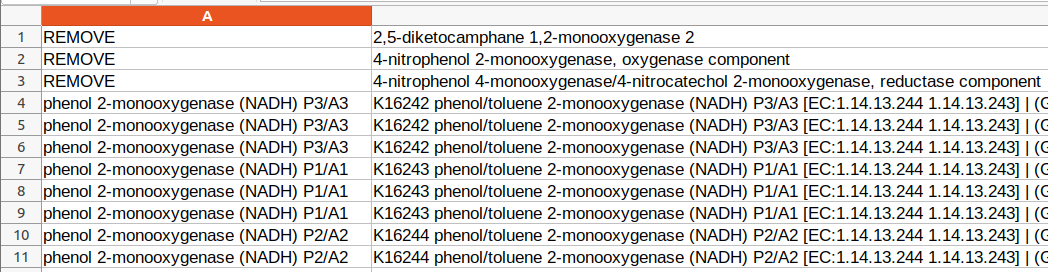 A
1 REMOVE 2,5-diketocamphane 1,2-monooxygenase 2
2 REMOVE 4-nitrophenol 2-monooxygenase, oxygenase component
3 REMOVE 4-nitrophenol 4-monooxygenase/4-nitrocatechol 2-monooxygenase, reductase component
4 phenol 2-monooxygenase (NADH) P3/A3 K16242 phenol/toluene 2-monooxygenase (NADH) P3/A3 [EC:1.14.13.244 1.14.13.243] | (G
5 phenol 2-monooxygenase (NADH) P3/A3 K16242 phenol/toluene 2-monooxygenase (NADH) P3/A3 [EC:1.14.13.244 1.14.13.243] | (G
6 phenol 2-monooxygenase (NADH) P3/A3 K16242 phenol/toluene 2-monooxygenase (NADH) P3/A3 [EC:1.14.13.244 1.14.13.243] | (G
7 phenol 2-monooxygenase (NADH) P1/A1 K16243 phenol/toluene 2-monooxygenase (NADH) P1/A1 [EC:1.14.13.244 1.14.13.243] | (G
8 phenol 2-monooxygenase (NADH) P1/A1 K16243 phenol/toluene 2-monooxygenase (NADH) P1/A1 [EC:1.14.13.244 1.14.13.243] | (G
9 phenol 2-monooxygenase (NADH) P1/A1 K16243 phenol/toluene 2-monooxygenase (NADH) P1/A1 [EC:1.14.13.244 1.14.13.243] | (G
10 phenol 2-monooxygenase (NADH) P2/A2 K16244 phenol/toluene 2-monooxygenase (NADH) P2/A2 [EC:1.14.13.244 1.14.13.243] | (G
11 phenol 2-monooxygenase (NADH) P2/A2 K16244 phenol/toluene 2-monooxygenase (NADH) P2/A2 [EC:1.14.13.244 1.14.13.243] | (G